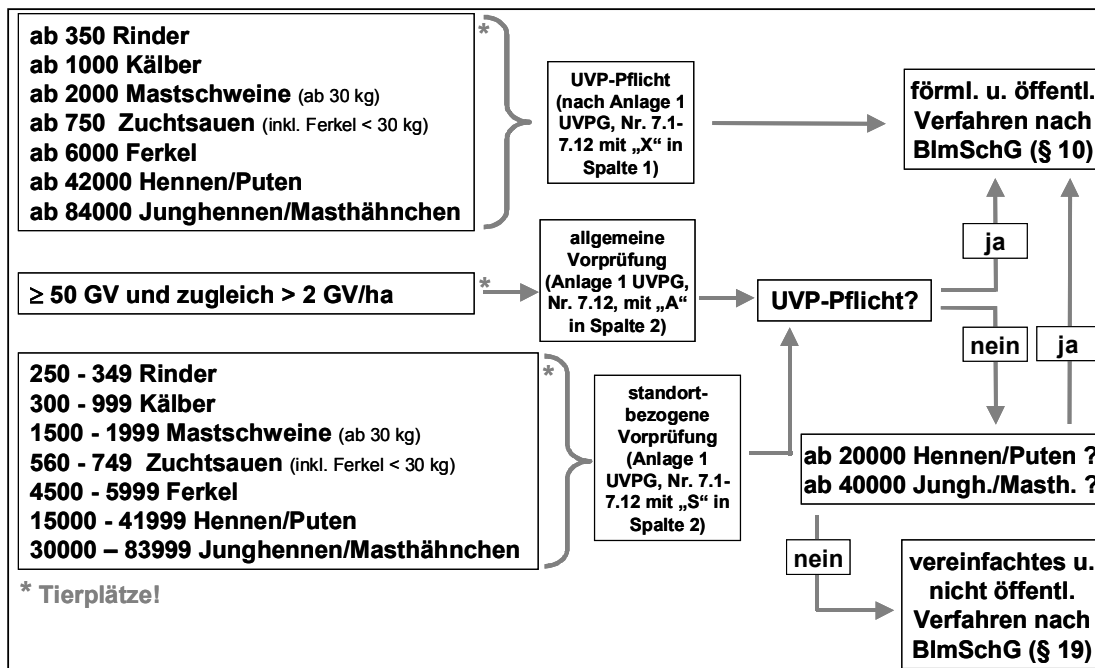 ab 350 Rinder
ab 1000 Kälber
ab 2000 Mastschweine (ab 30 kg)
ab 750 Zuchtsauen (inkl. Ferkel < 30 kg)
ab 6000 Ferkel
ab 42000 Hennen/Puten
ab 84000 Junghennen/Masthähnchen
*
UVP-Pflicht
(nach Anlage 1
UVPG, Nr. 7.1-
7.12 mit „X“ in
Spalte 1)
förml. u. öffentl.
Verfahren nach
BImSchG (§ 10)
≥ 50 GV und zugleich > 2 GV/ha
*
allgemeine
Vorprüfung
(Anlage 1 UVPG,
Nr. 7.12, mit „A“
in Spalte 2)
UVP-Pflicht?
ja
nein
ja
250 - 349 Rinder
300 - 999 Kälber
1500 - 1999 Mastschweine (ab 30 kg)
560 - 749 Zuchtsauen (inkl. Ferkel < 30 kg)
4500 - 5999 Ferkel
15000 - 41999 Hennen/Puten
30000 – 83999 Junghennen/Masthähnchen
*
standort-
bezogene
Vorprüfung
(Anlage 1
UVPG, Nr. 7.1-
7.12 mit „S“ in
Spalte 2)
ab 20000 Hennen/Puten ?
ab 40000 Jungh./Masth. ?
nein
vereinfachtes u.
nicht öffentl.
Verfahren nach
BImSchG (§ 19)
* Tierplätze!